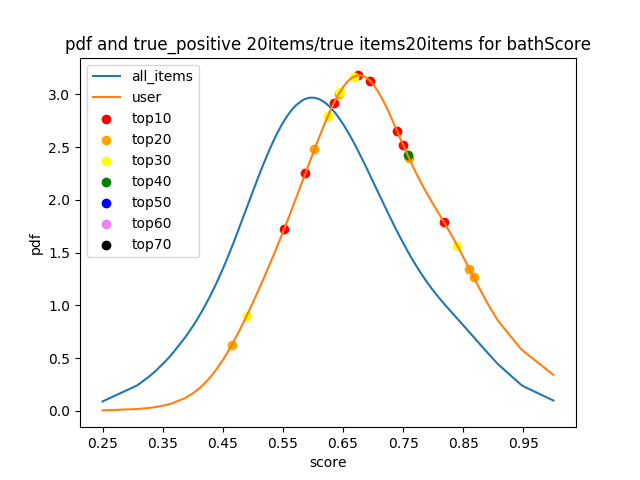 pdf and true_positive 20items/true items20items for bathScore
all_items
user
top10
top20
top30
top40
top50
top60
top70
pdf
3.0
2.5
2.0
1.5
1.0
0.5
0.0
0.25 0.35 0.45 0.55 0.65 0.75 0.85 0.95
score